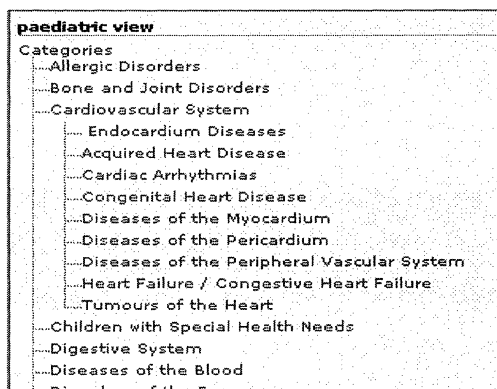 paediatric view
Categories
Allergic Disorders
Bone and Joint Disorders
Cardiovascular System
Endocardium Diseases
Acquired Heart Disease
Cardiac Arrhythmias
Congenital Heart Disease
Diseases of the Myocardium
Diseases of the Pericardium
Diseases of the Peripheral Vascular System
Heart Failure / Congestive Heart Failure
Tumours of the Heart
Children with Special Health Needs
Digestive System
Diseases of the Blood